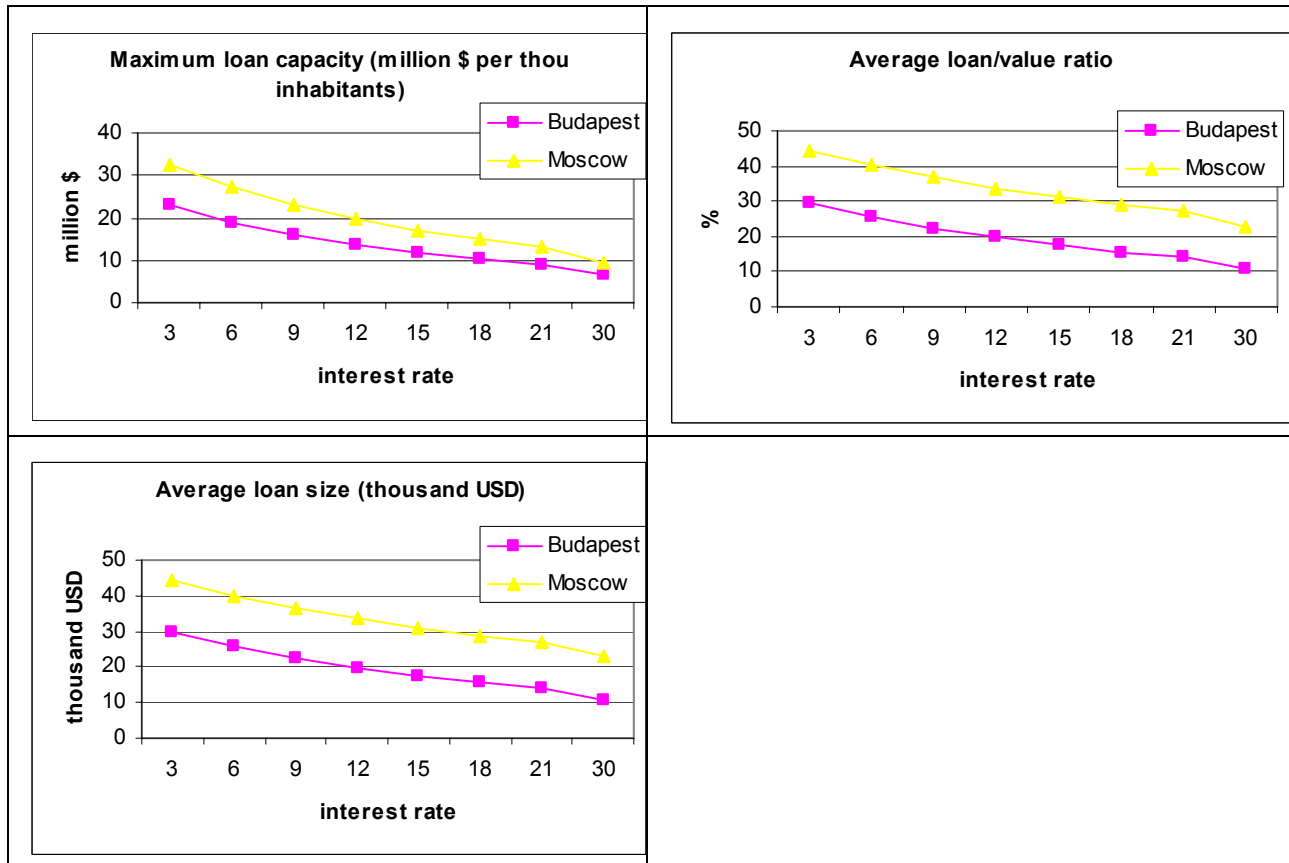 Maximum loan capacity (million $ per thou
inhabitants)
Budapest
Moscow
40
30
20
10
0
million $
3 6 9 12 15 18 21 30
interest rate
Average loan/value ratio
Budapest
Moscow
50
40
30
20
10
0
%
3 6 9 12 15 18 21 30
interest rate
Average loan size (thousand USD)
Budapest
Moscow
50
40
30
20
10
0
thousand USD
3 6 9 12 15 18 21 30
interest rate